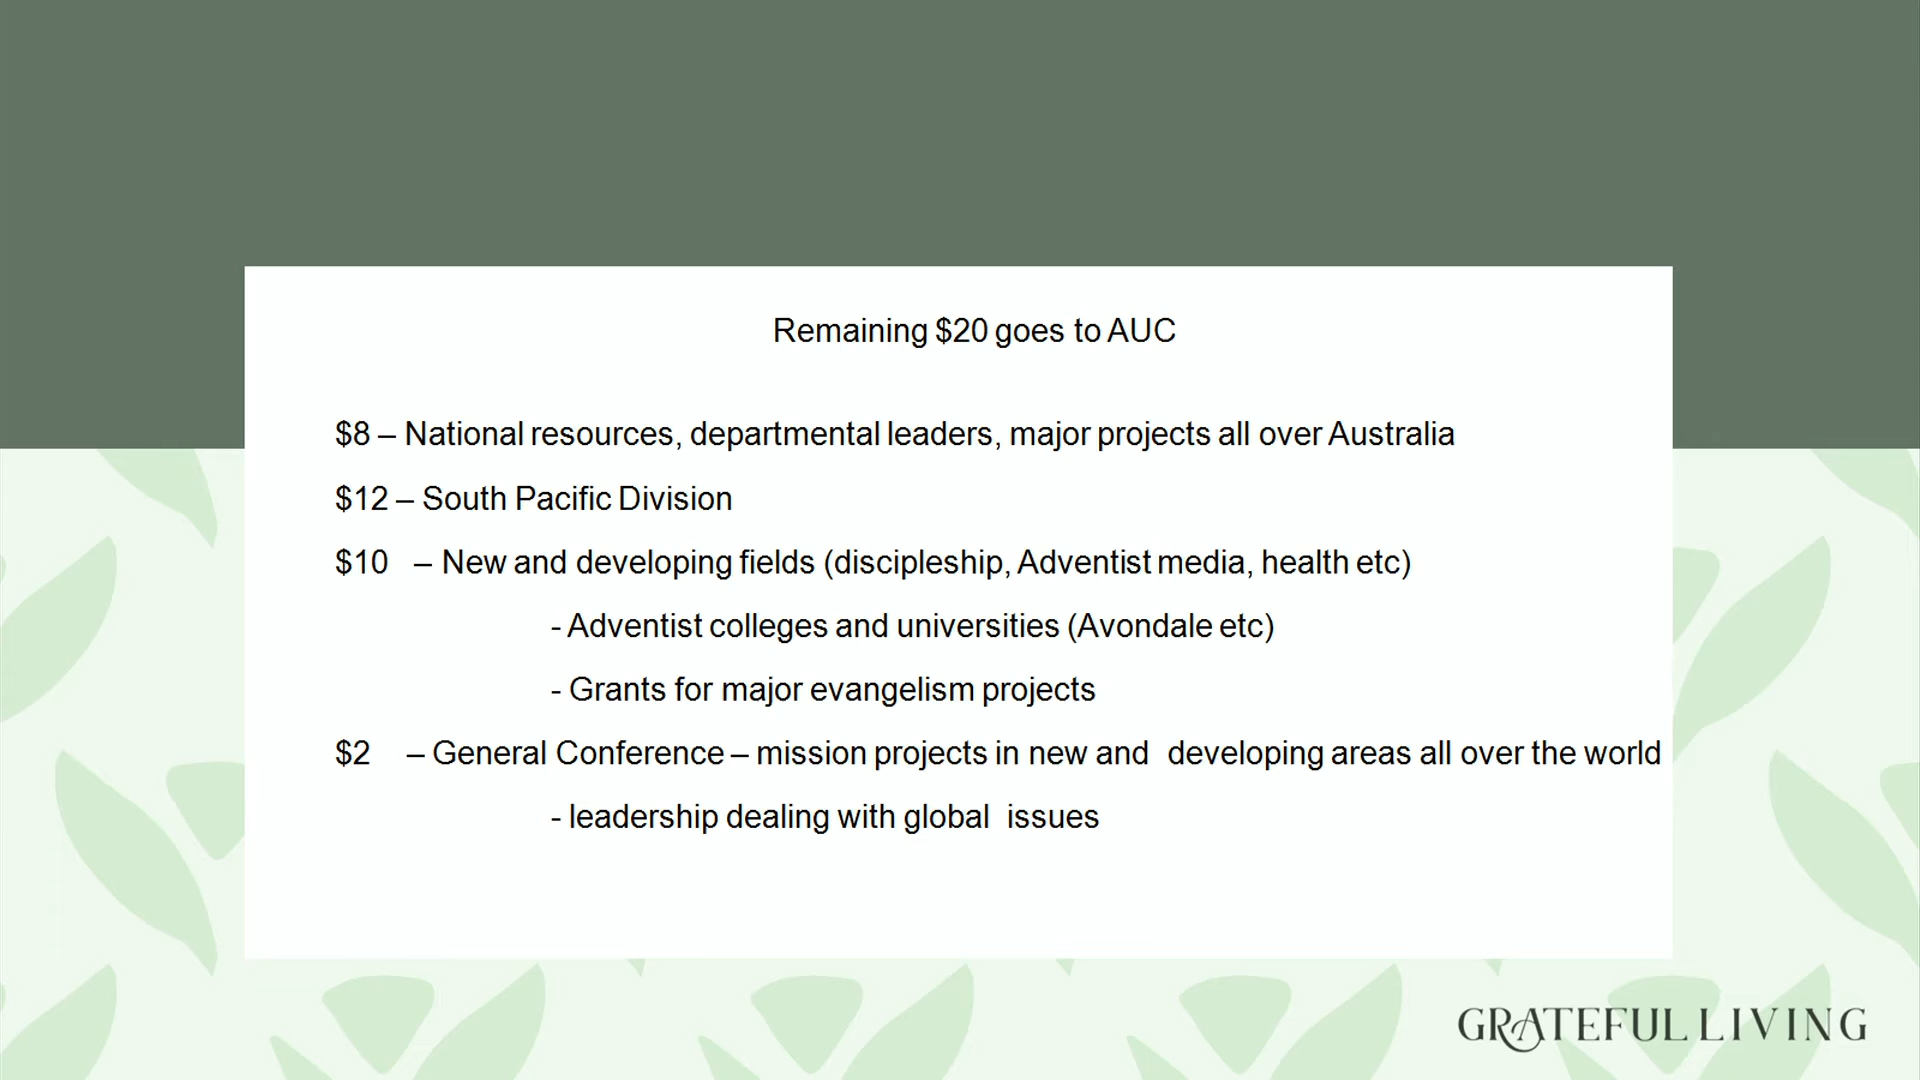 Remaining $20 goes to AUC
$8 – National resources, departmental leaders, major projects all over Australia
$12 – South Pacific Division
$10 – New and developing fields (discipleship, Adventist media, health etc)
- Adventist colleges and universities (Avondale etc)
- Grants for major evangelism projects
$2 – General Conference – mission projects in new and developing areas all over the world
- leadership dealing with global issues
GRATEFUL LIVING